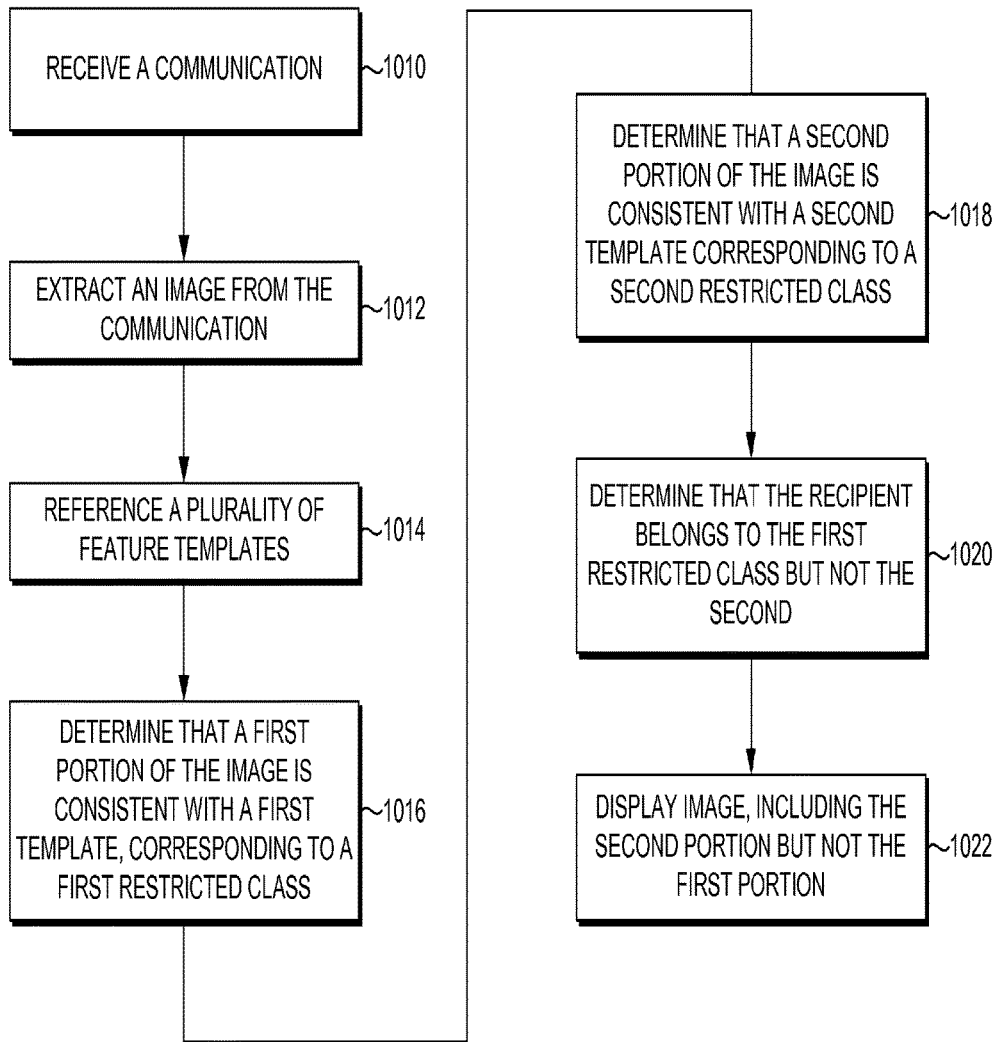 RECEIVE A COMMUNICATION
1010
EXTRACT AN IMAGE FROM THE
COMMUNICATION
1012
REFERENCE A PLURALITY OF
FEATURE TEMPLATES
1014
DETERMINE THAT A FIRST
PORTION OF THE IMAGE IS
CONSISTENT WITH A FIRST
TEMPLATE, CORRESPONDING TO A
FIRST RESTRICTED CLASS
1016
DETERMINE THAT A SECOND
PORTION OF THE IMAGE IS
CONSISTENT WITH A SECOND
TEMPLATE CORRESPONDING TO A
SECOND RESTRICTED CLASS
1018
DETERMINE THAT THE RECIPIENT
BELONGS TO THE FIRST
RESTRICTED CLASS BUT NOT THE
SECOND
1020
DISPLAY IMAGE, INCLUDING THE
SECOND PORTION BUT NOT THE
FIRST PORTION
1022